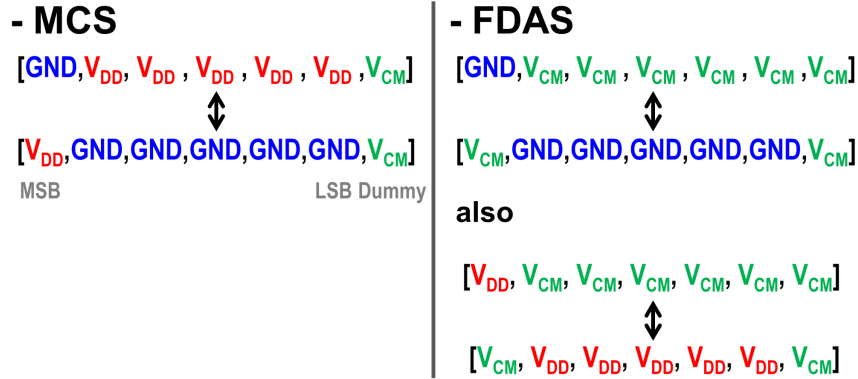 - MCS
[GND,VDD, VDD , VDD , VDD , VDD ,VCM]
[VDD,GND,GND,GND,GND,GND,VCM]
MSB LSB Dummy
- FDAS
[GND,VCM, VCM , VCM , VCM , VCM ,VCM]
[VCM,GND,GND,GND,GND,GND,VCM]
also
[VDD, VCM, VCM, VCM, VCM, VCM, VCM]
[VCM, VDD, VDD, VDD, VDD, VDD, VCM]